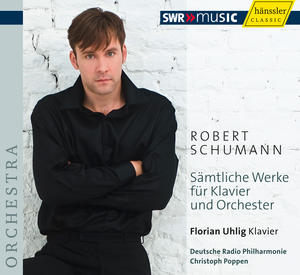 SWR»MUSIC
hänssler
CLASSIC
ORCHESTRA
ROBERT
SCHUMANN
Sämtliche Werke
für Klavier
und Orchester
Florian Uhlig Klavier
Deutsche Radio Philharmonie
Christoph Poppen